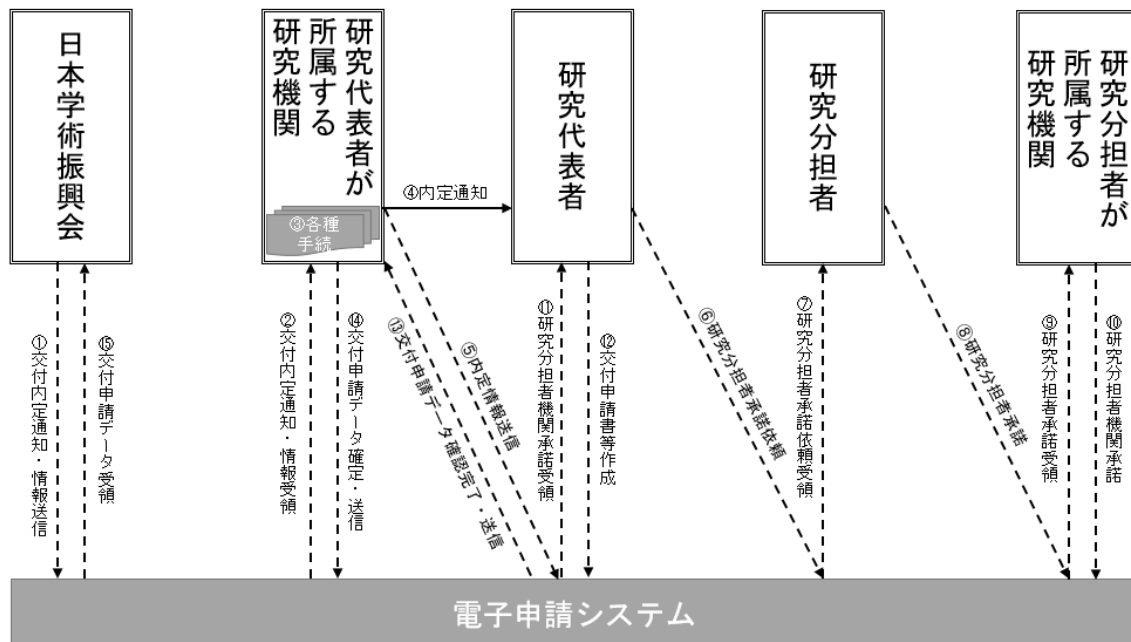 日本学術振興会
研究代表者が
所属する
研究機関
③各種
手続
研究代表者
研究分担者
研究分担者が
所属する
研究機関
④内定通知
①交付内定通知・情報送信
⑮交付申請データ受領
②交付内定通知・情報受領
⑭交付申請データ確定・送信
⑬交付申請データ確認完了・送信
⑤内定情報送信
⑪研究分担者機関承諾受領
⑫交付申請書等作成
⑥研究分担者承諾依頼
⑦研究分担者承諾依頼受領
⑧研究分担者承諾
⑨研究分担者承諾受領
⑩研究分担者機関承諾
電子申請システム